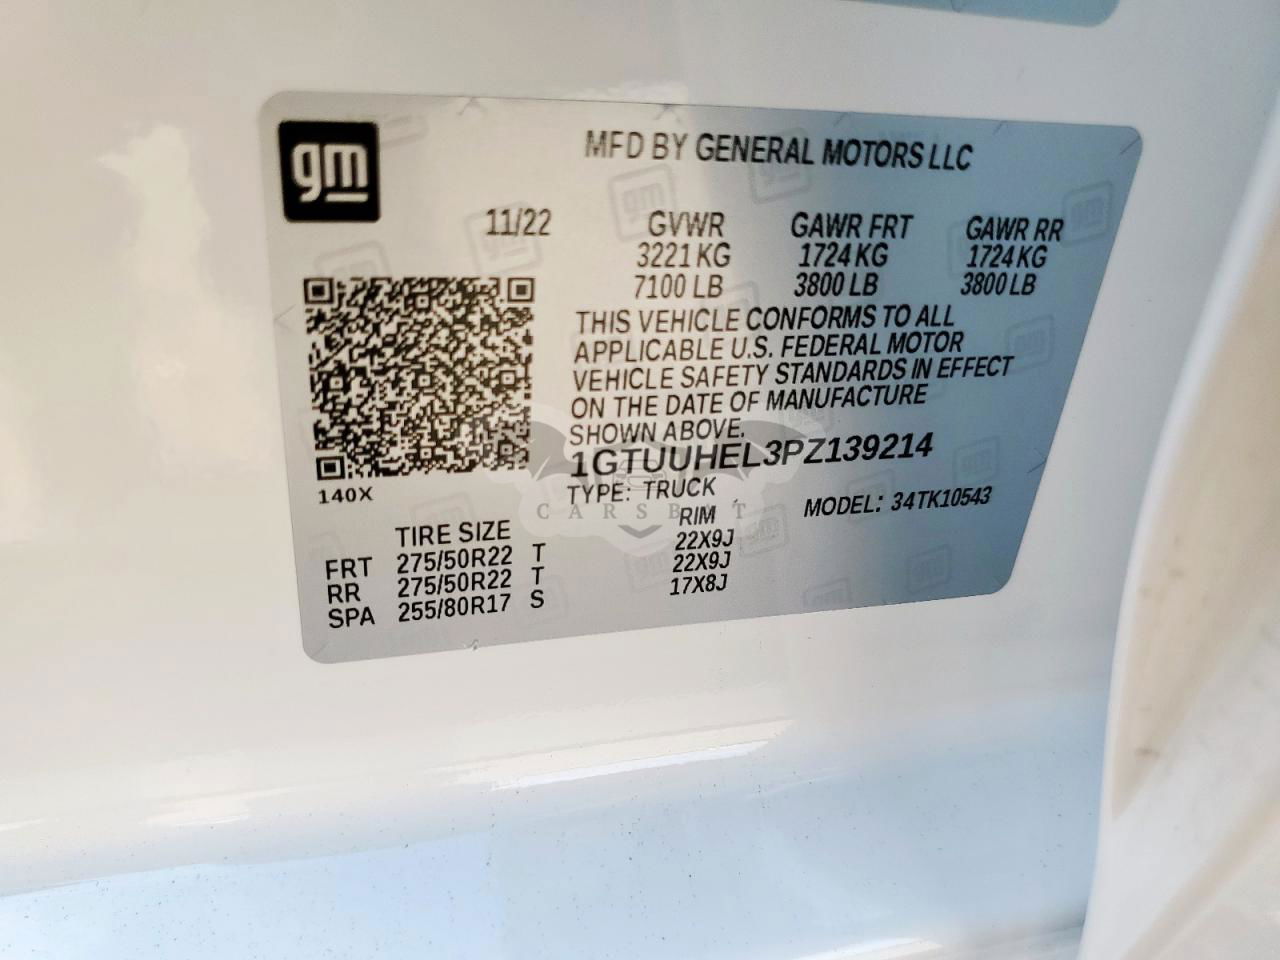 gm
MFD BY GENERAL MOTORS LLC
11/22 GVWR GAWR FRT GAWR RR
3221 KG 1724 KG 1724 KG
7100 LB 3800 LB 3800 LB
THIS VEHICLE CONFORMS TO ALL
APPLICABLE U.S. FEDERAL MOTOR
VEHICLE SAFETY STANDARDS IN EFFECT
ON THE DATE OF MANUFACTURE
SHOWN ABOVE.
1GTUUHEL3PZ139214
140X
TYPE: TRUCK MODEL: 34TK10543
TIRE SIZE RIM
FRT 275/50R22 T 22X9J
RR 275/50R22 T 22X9J
SPA 255/80R17 S 17X8J